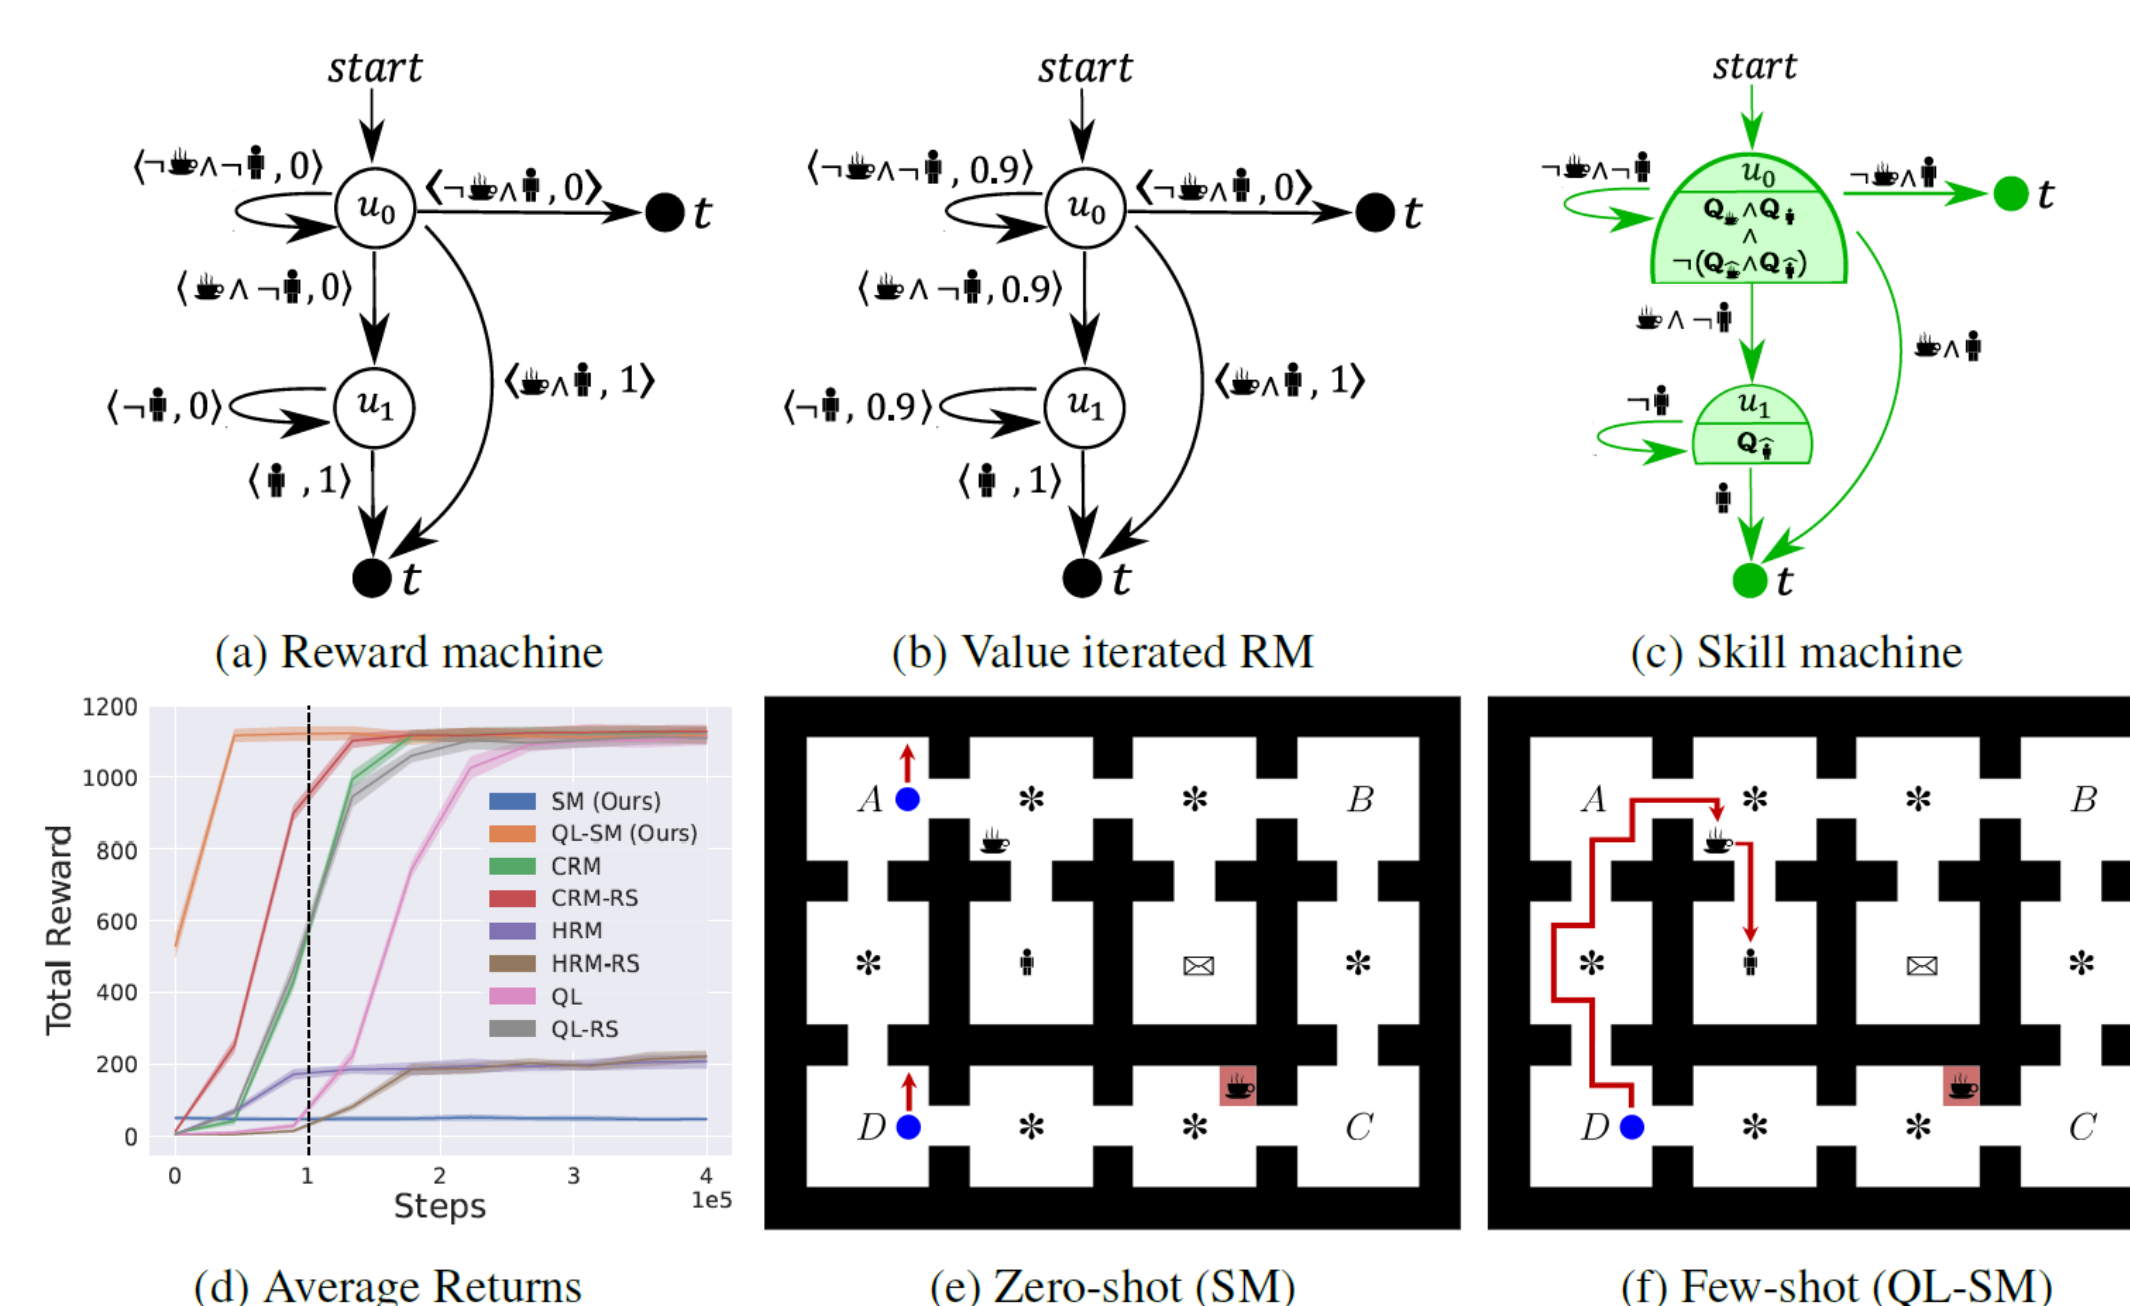 start
start
start
⟨¬☕∧¬🚹, 0⟩
u₀
⟨¬☕∧🚹, 0⟩
t
⟨☕∧¬🚹, 0⟩
⟨☕∧🚹, 1⟩
⟨¬🚹, 0⟩
u₁
⟨🚹, 1⟩
t
⟨¬☕∧¬🚹, 0.9⟩
u₀
⟨¬☕∧🚹, 0⟩
t
⟨☕∧¬🚹, 0.9⟩
⟨☕∧🚹, 1⟩
⟨¬🚹, 0.9⟩
u₁
⟨🚹, 1⟩
t
¬☕∧¬🚹
u₀
Q☕∧Q🚹
∧
¬(Q☕̂∧Q🚹̂)
¬☕∧🚹
t
☕∧¬🚹
☕∧🚹
¬🚹
u₁
Q🚹̂
🚹
t
(a) Reward machine
(b) Value iterated RM
(c) Skill machine
Total Reward
1200
1000
800
600
400
200
0
0
1
2
3
4
1e5
Steps
SM (Ours)
QL-SM (Ours)
CRM
CRM-RS
HRM
HRM-RS
QL
QL-RS
A
*
*
B
*
*
D
*
*
C
A
*
*
B
*
*
D
*
*
C
(d) Average Returns
(e) Zero-shot (SM)
(f) Few-shot (QL-SM)